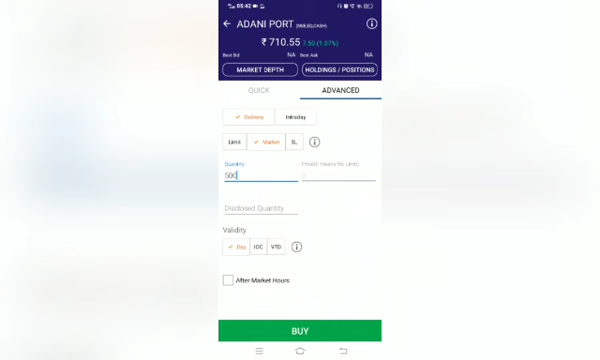 05:42
ADANI PORT (NSE,EQ,CASH)
₹ 710.55 7.50 (1.07%)
Best Bid NA Best Ask NA
MARKET DEPTH HOLDINGS / POSITIONS
QUICK ADVANCED
Delivery Intraday
Limit Market SL
Quantity Price(0 means No Limit)
500 0
Disclosed Quantity
Validity
Day IOC VTD
After Market Hours
BUY